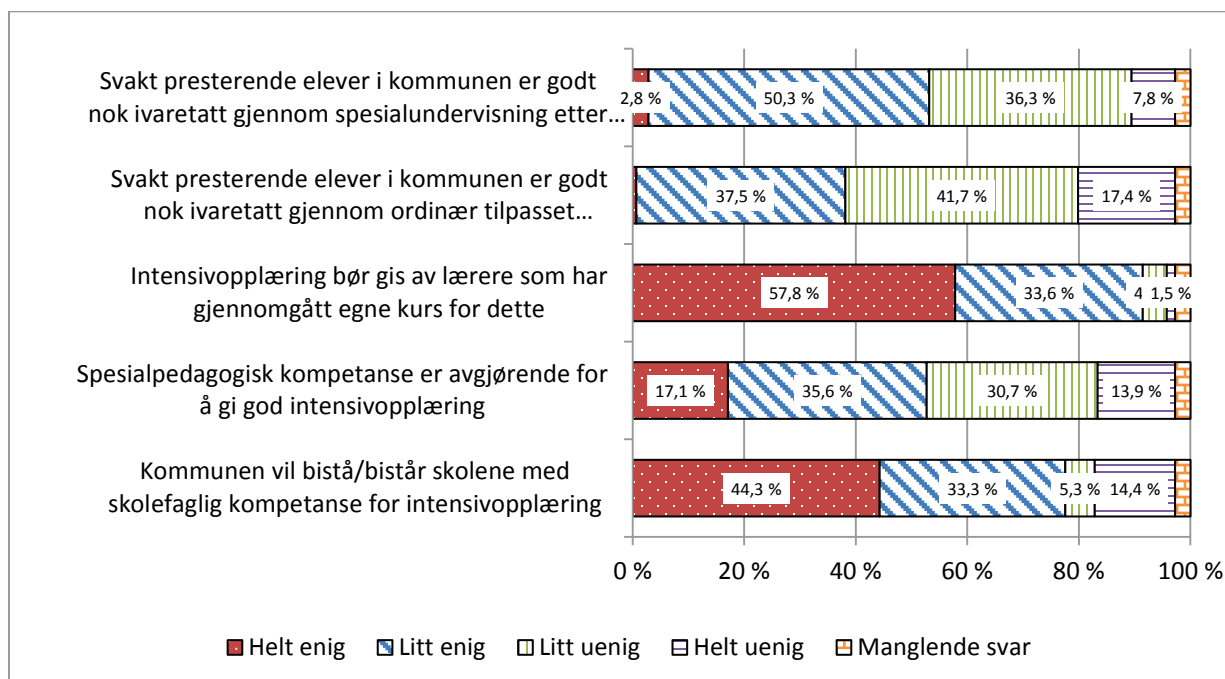 Svakt presterende elever i kommunen er godt
nok ivaretatt gjennom spesialundervisning etter...
2,8 % 50,3 % 36,3 % 7,8 %
Svakt presterende elever i kommunen er godt
nok ivaretatt gjennom ordinær tilpasset...
37,5 % 41,7 % 17,4 %
Intensivopplæring bør gis av lærere som har
gjennomgått egne kurs for dette
57,8 % 33,6 % 4 1,5 %
Spesialpedagogisk kompetanse er avgjørende for
å gi god intensivopplæring
17,1 % 35,6 % 30,7 % 13,9 %
Kommunen vil bistå/bistår skolene med
skolefaglig kompetanse for intensivopplæring
44,3 % 33,3 % 5,3 % 14,4 %
0 % 20 % 40 % 60 % 80 % 100 %
Helt enig Litt enig Litt uenig Helt uenig Manglende svar